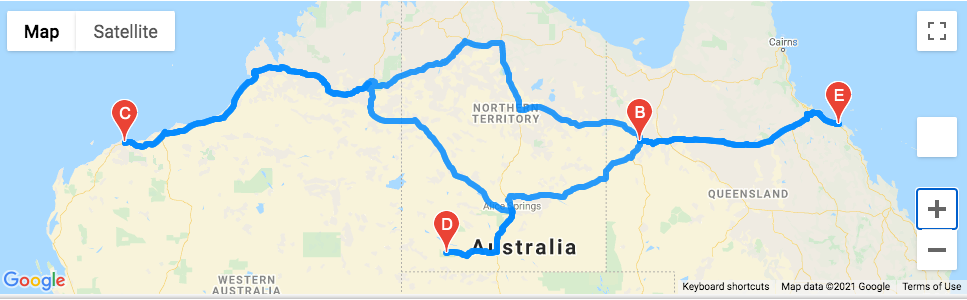 Map Satellite
Cairns
C
E
B
NORTHERN
TERRITORY
QUEENSLAND
Alice Springs
D
Australia
WESTERN
AUSTRALIA
Google
Keyboard shortcuts Map data ©2021 Google Terms of Use